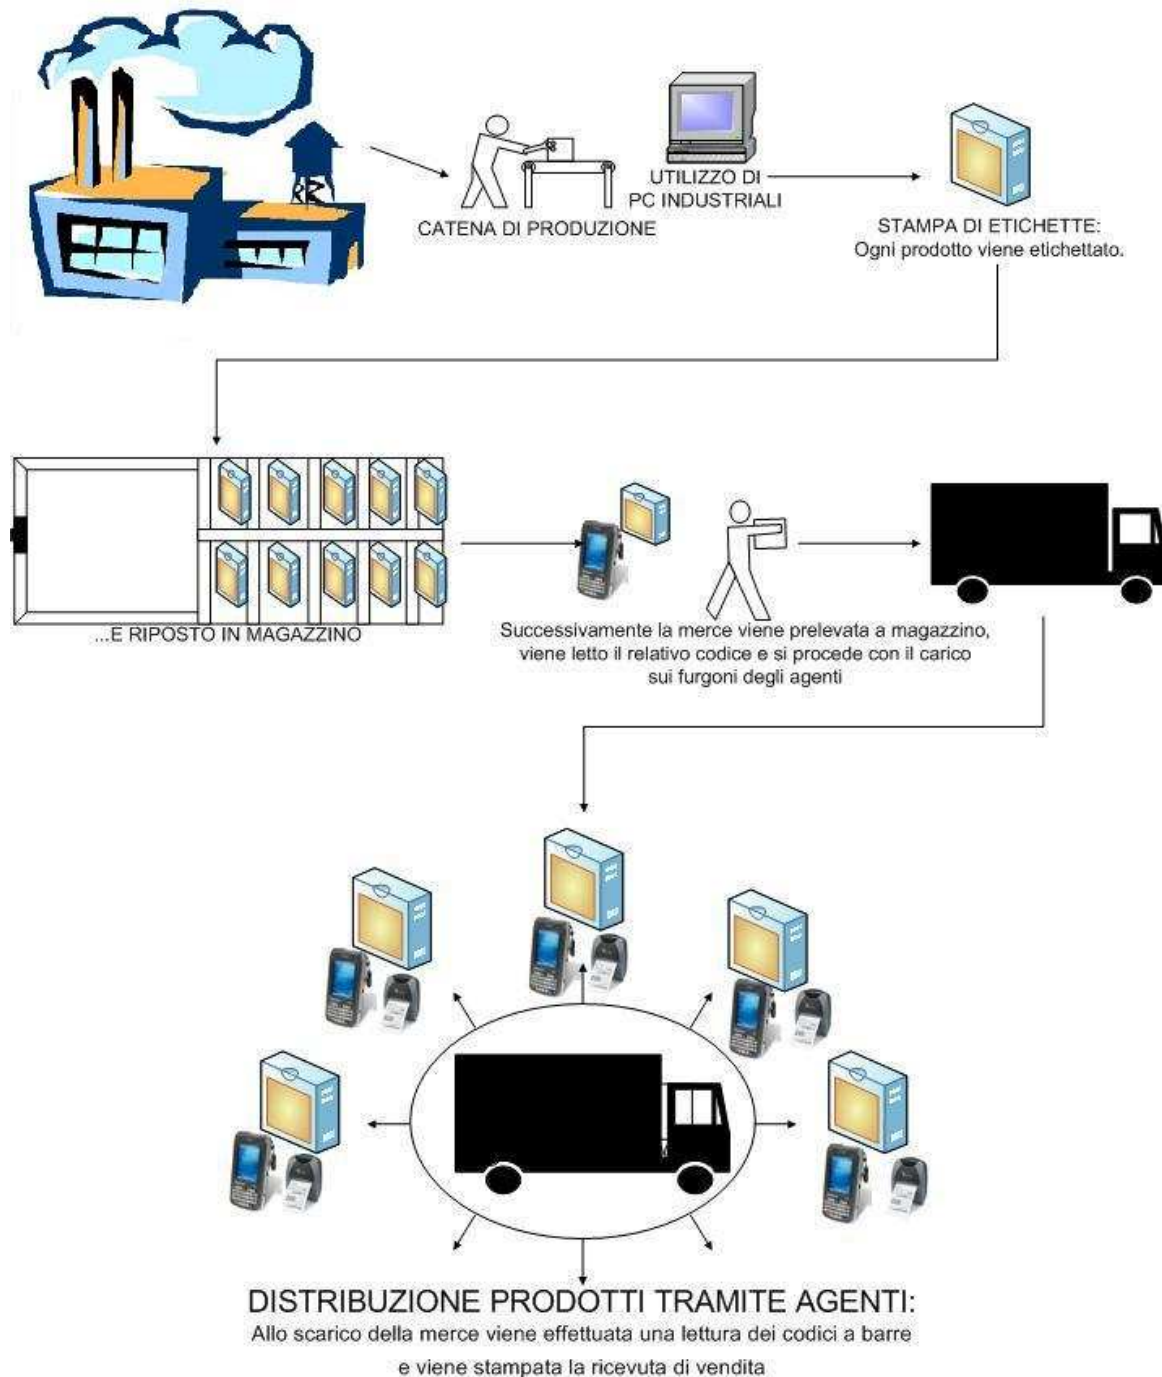 CATENA DI PRODUZIONE
UTILIZZO DI
PC INDUSTRIALI
STAMPA DI ETICHETTE:
Ogni prodotto viene etichettato.
...E RIPOSTO IN MAGAZZINO
Successivamente la merce viene prelevata a magazzino,
viene letto il relativo codice e si procede con il carico
sui furgoni degli agenti
DISTRIBUZIONE PRODOTTI TRAMITE AGENTI:
Allo scarico della merce viene effettuata una lettura dei codici a barre
e viene stampata la ricevuta di vendita